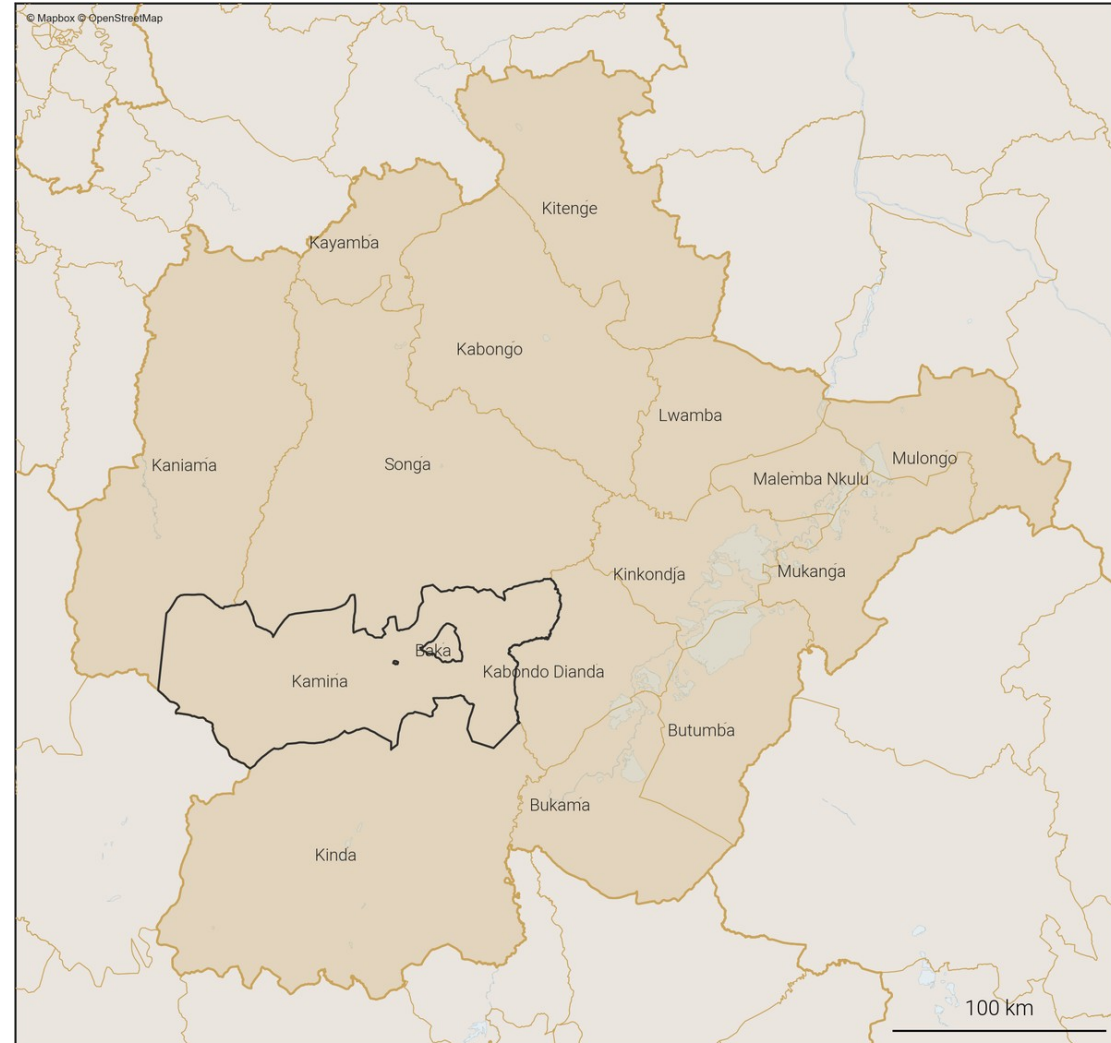 © Mapbox © OpenStreetMap
Kitenge
Kayamba
Kabongo
Lwamba
Kaniama
Songa
Mulongo
Malemba Nkulu
Kinkondja
Mukanga
Baka
Kamina
Kabondo Dianda
Butumba
Bukama
Kinda
100 km